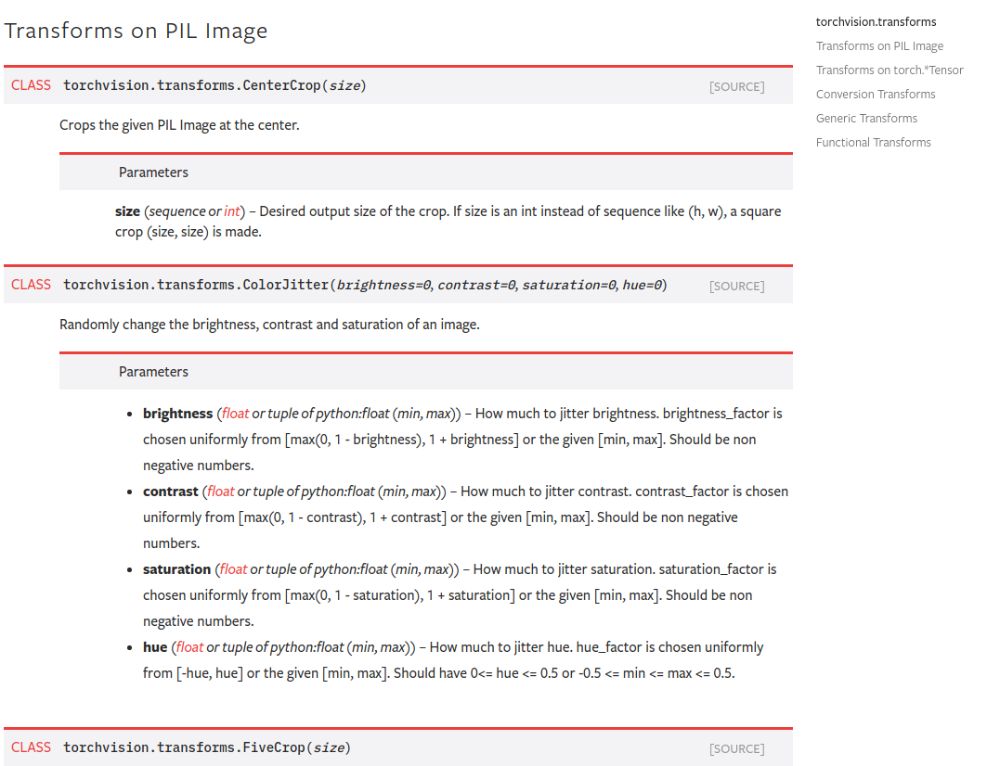 Transforms on PIL Image
CLASS torchvision.transforms.CenterCrop(size) [SOURCE]
Crops the given PIL Image at the center.
Parameters
size (sequence or int) – Desired output size of the crop. If size is an int instead of sequence like (h, w), a square
crop (size, size) is made.
CLASS torchvision.transforms.ColorJitter(brightness=0, contrast=0, saturation=0, hue=0) [SOURCE]
Randomly change the brightness, contrast and saturation of an image.
Parameters
• brightness (float or tuple of python:float (min, max)) – How much to jitter brightness. brightness_factor is
chosen uniformly from [max(0, 1 - brightness), 1 + brightness] or the given [min, max]. Should be non
negative numbers.
• contrast (float or tuple of python:float (min, max)) – How much to jitter contrast. contrast_factor is chosen
uniformly from [max(0, 1 - contrast), 1 + contrast] or the given [min, max]. Should be non negative
numbers.
• saturation (float or tuple of python:float (min, max)) – How much to jitter saturation. saturation_factor is
chosen uniformly from [max(0, 1 - saturation), 1 + saturation] or the given [min, max]. Should be non
negative numbers.
• hue (float or tuple of python:float (min, max)) – How much to jitter hue. hue_factor is chosen uniformly
from [-hue, hue] or the given [min, max]. Should have 0<= hue <= 0.5 or -0.5 <= min <= max <= 0.5.
CLASS torchvision.transforms.FiveCrop(size) [SOURCE]
torchvision.transforms
Transforms on PIL Image
Transforms on torch.*Tensor
Conversion Transforms
Generic Transforms
Functional Transforms